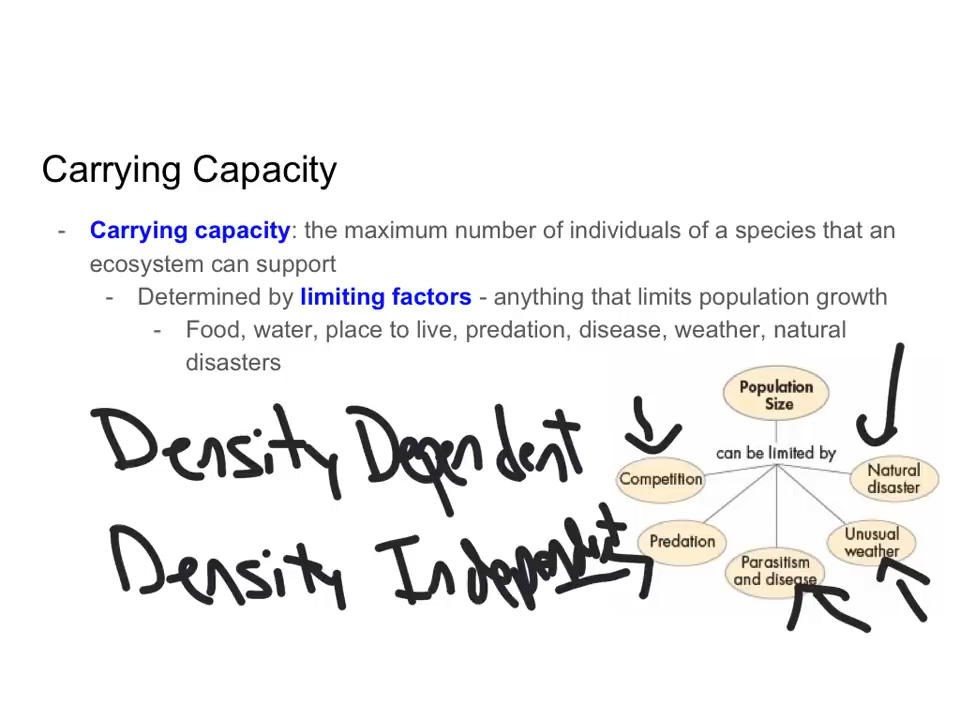 Carrying Capacity
- Carrying capacity: the maximum number of individuals of a species that an
ecosystem can support
- Determined by limiting factors - anything that limits population growth
- Food, water, place to live, predation, disease, weather, natural
disasters
Density Dependent
Density Independent
Population
Size
can be limited by
Competition
Predation
Parasitism
and disease
Unusual
weather
Natural
disaster